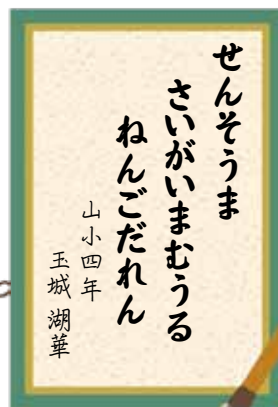 せんそうま
さいがいまむうる
ねんごだれん
山小四年
玉城 湖華